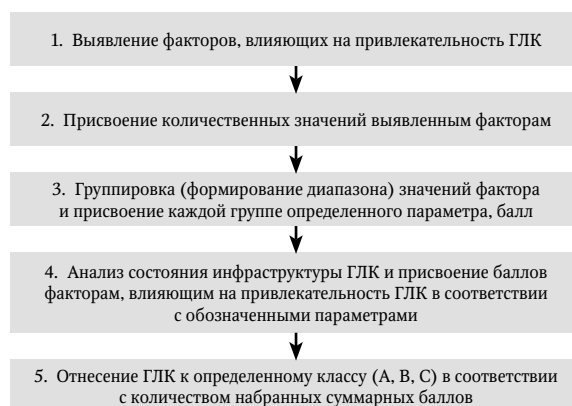 1. Выявление факторов, влияющих на привлекательность ГЛК
2. Присвоение количественных значений выявленным факторам
3. Группировка (формирование диапазона) значений фактора
и присвоение каждой группе определенного параметра, балл
4. Анализ состояния инфраструктуры ГЛК и присвоение баллов
факторам, влияющим на привлекательность ГЛК в соответствии
с обозначенными параметрами
5. Отнесение ГЛК к определенному классу (А, В, С) в соответствии
с количеством набранных суммарных баллов